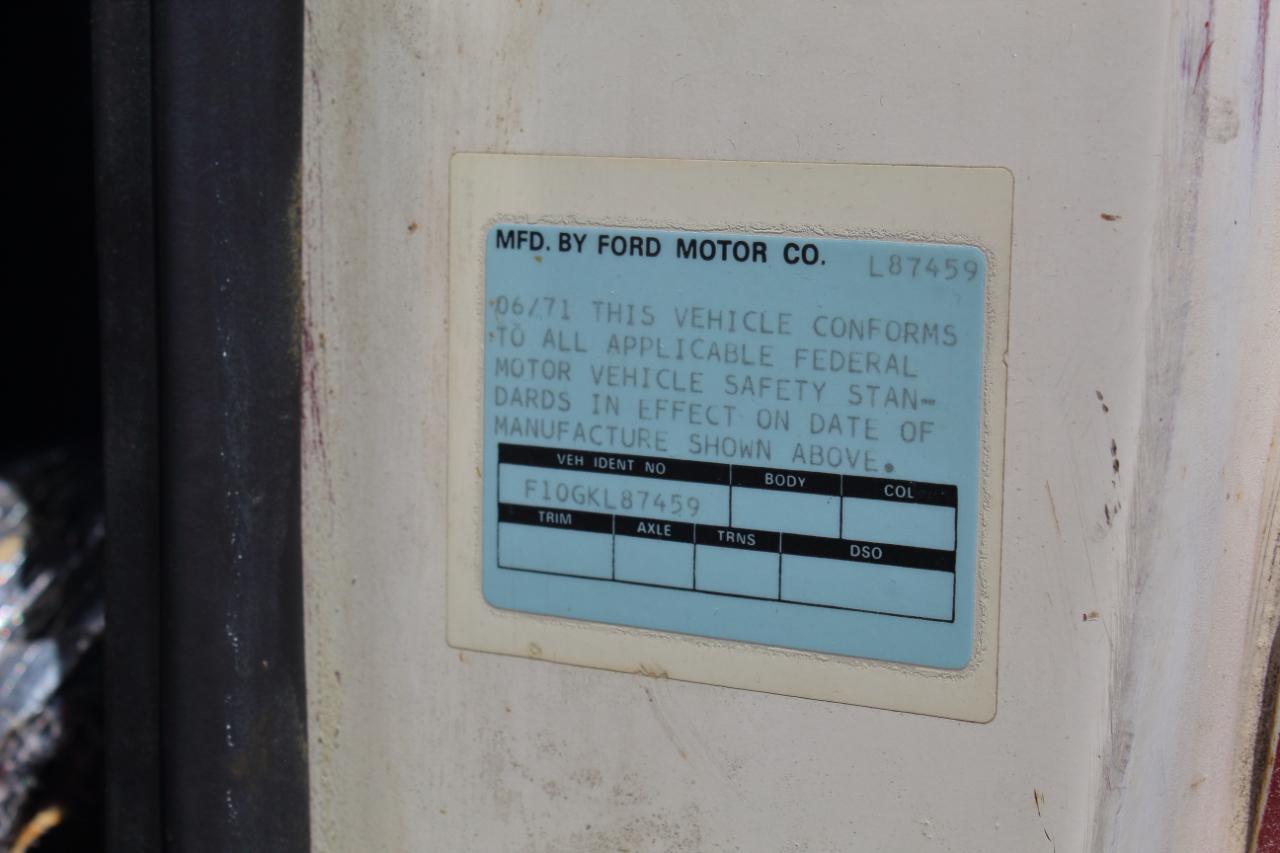 MFD. BY FORD MOTOR CO. L87459
06/71 THIS VEHICLE CONFORMS
TO ALL APPLICABLE FEDERAL
MOTOR VEHICLE SAFETY STAN-
DARDS IN EFFECT ON DATE OF
MANUFACTURE SHOWN ABOVE.
VEH IDENT NO BODY COL
F10GKL87459
TRIM AXLE TRNS DSO